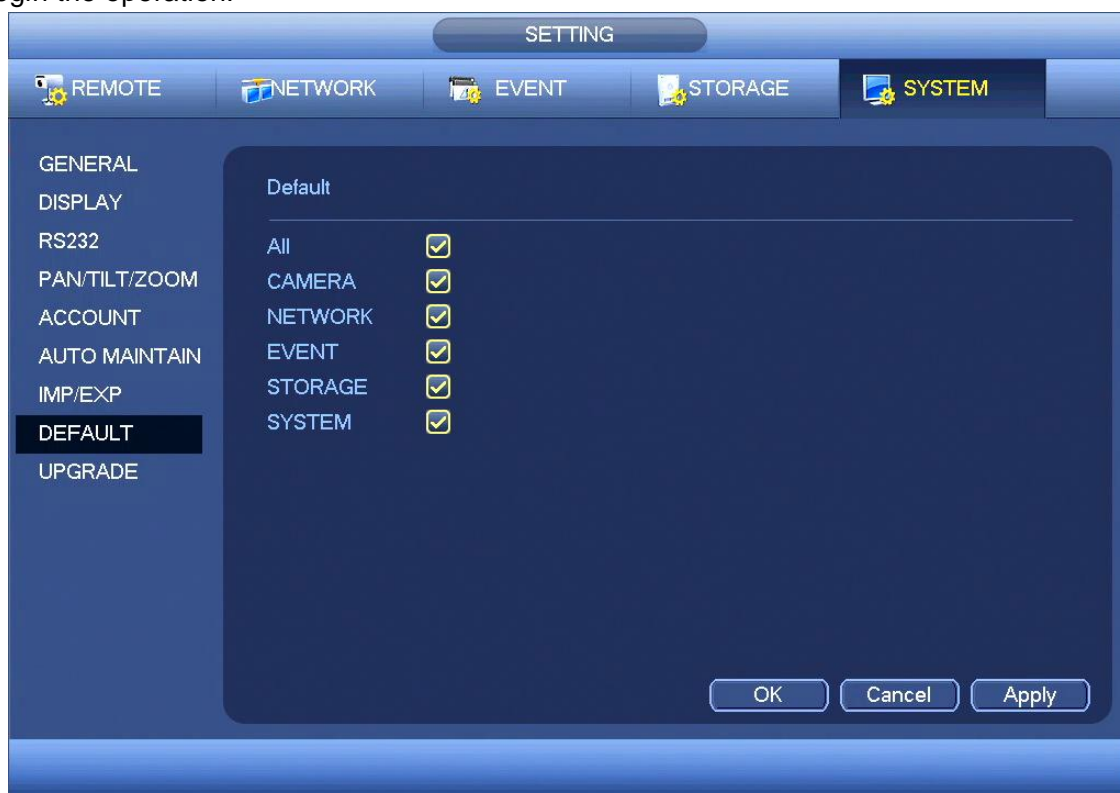 gin the operation.
SETTING
REMOTE NETWORK EVENT STORAGE SYSTEM
GENERAL
DISPLAY
RS232
PAN/TILT/ZOOM
ACCOUNT
AUTO MAINTAIN
IMP/EXP
DEFAULT
UPGRADE
Default
All
CAMERA
NETWORK
EVENT
STORAGE
SYSTEM
OK Cancel Apply